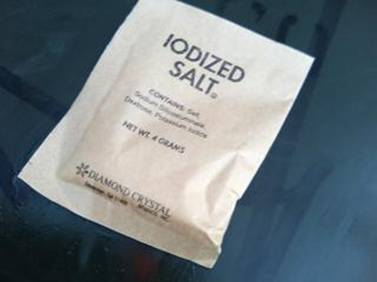 IODIZED
SALT®
CONTAINS: Salt,
Sodium Silicoaluminate,
Dextrose, Potassium Iodide
NET WT. 4 GRAMS
DIAMOND CRYSTAL